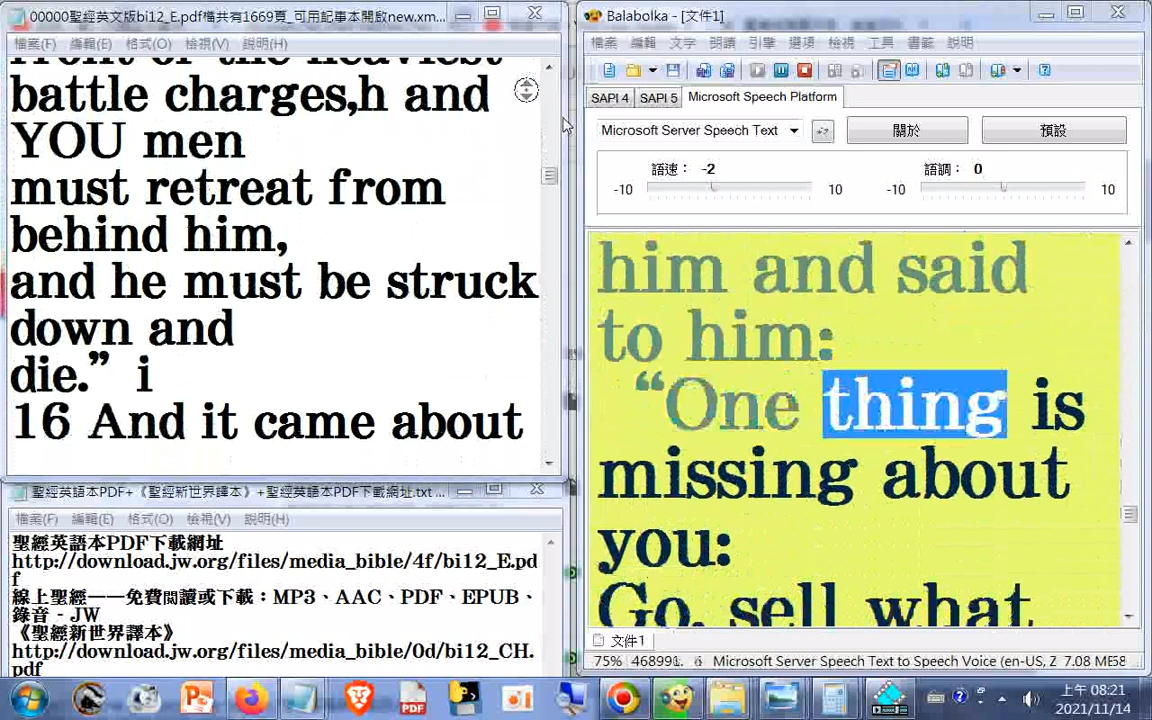 00000聖經英文版bi12_E.pdf檔共有1669頁_可用記事本開啟new.xm...
檔案(F) 編輯(E) 格式(O) 檢視(V) 說明(H)
battle charges,h and
YOU men
must retreat from
behind him,
and he must be struck
down and
die.” i
16 And it came about
聖經英語本PDF+《聖經新世界譯本》+聖經英語本PDF下載網址.txt ...
檔案(F) 編輯(E) 格式(O) 檢視(V) 說明(H)
聖經英語本PDF下載網址
http://download.jw.org/files/media_bible/4f/bi12_E.pd
f
線上聖經——免費閱讀或下載：MP3、AAC、PDF、EPUB、
錄音 - JW
《聖經新世界譯本》
http://download.jw.org/files/media_bible/0d/bi12_CH.
pdf
Balabolka - [文件1]
檔案 編輯 文字 朗讀 引擎 選項 檢視 工具 書籤 說明
SAPI 4 SAPI 5 Microsoft Speech Platform
Microsoft Server Speech Text 關於 預設
語速： -2 語調： 0
-10 10 -10 10
him and said
to him:
“One thing is
missing about
you:
Go, sell what
文件1
75% Microsoft Server Speech Text to Speech Voice (en-US, Z 7.08 ME
上午 08:21
2021/11/14